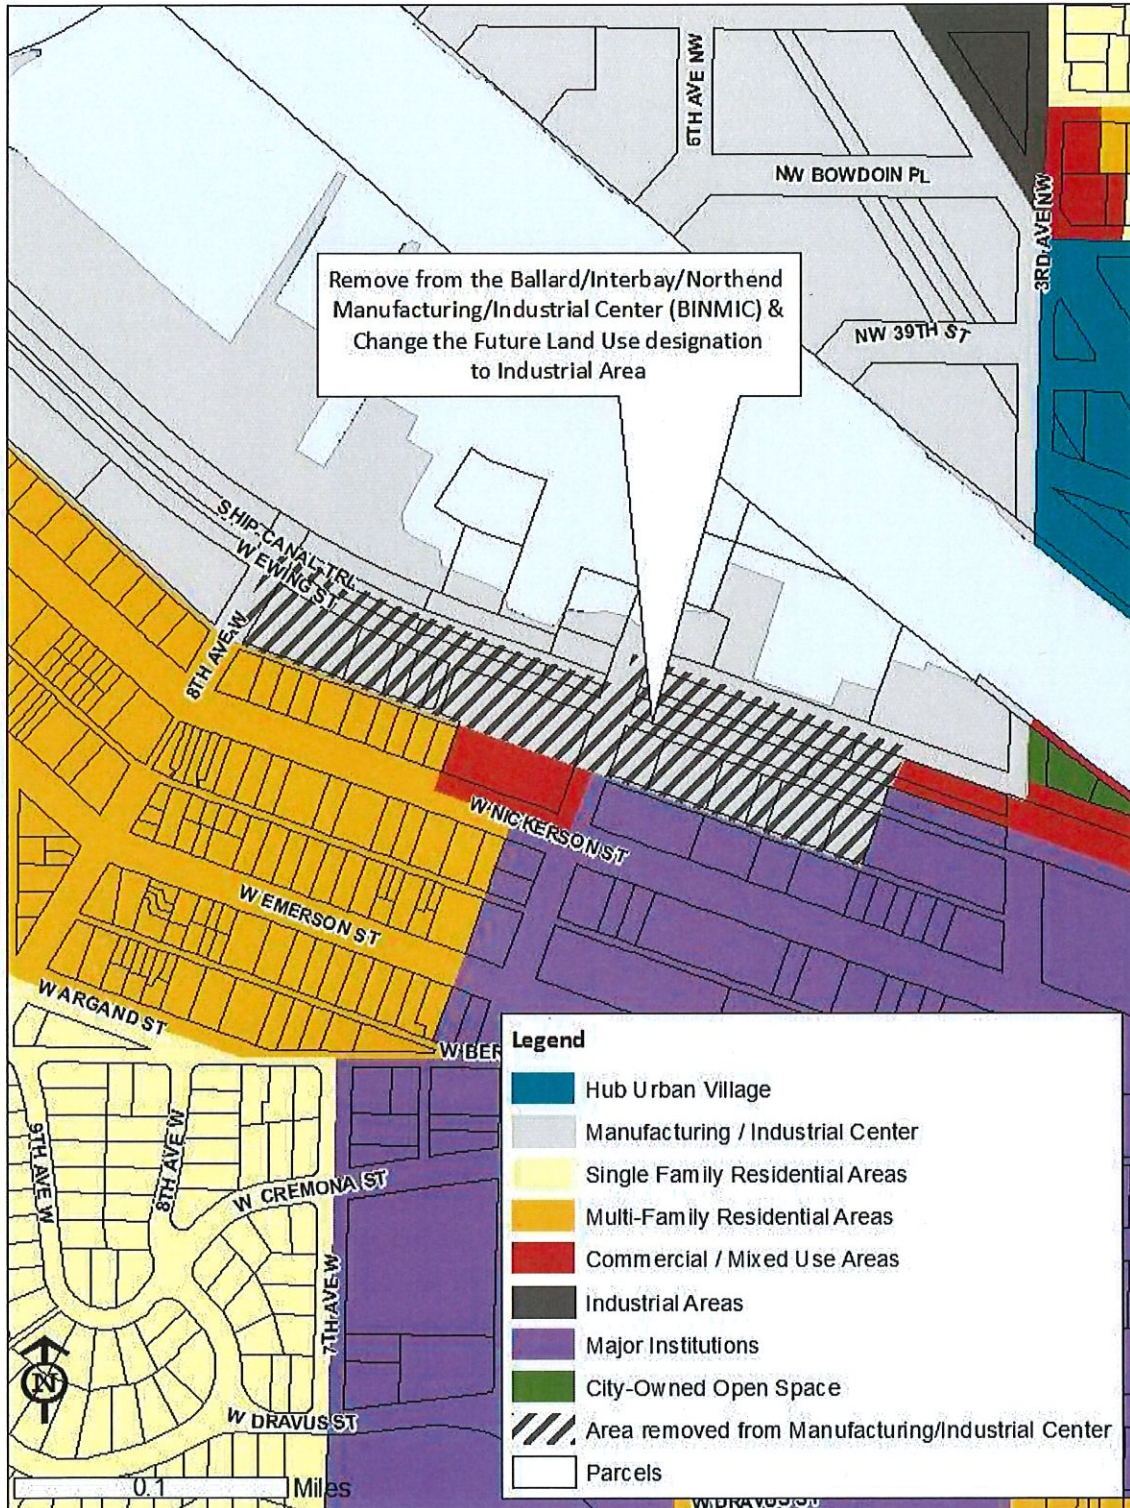 6TH AVE NW
NW BOWDOIN PL
3RD AVE NW
Remove from the Ballard/Interbay/Northend
Manufacturing/Industrial Center (BINMIC) &
Change the Future Land Use designation
to Industrial Area
NW 39TH ST
SHIP CANAL TRL
W EWING ST
8TH AVE W
W NICKERSON ST
W EMERSON ST
W ARGAND ST
W BER
9TH AVE W
8TH AVE W
W CREMONA ST
7TH AVE W
W DRAVUS ST
N
0.1 Miles
Legend
Hub Urban Village
Manufacturing / Industrial Center
Single Family Residential Areas
Multi-Family Residential Areas
Commercial / Mixed Use Areas
Industrial Areas
Major Institutions
City-Owned Open Space
Area removed from Manufacturing/Industrial Center
Parcels
W DRAVUS ST